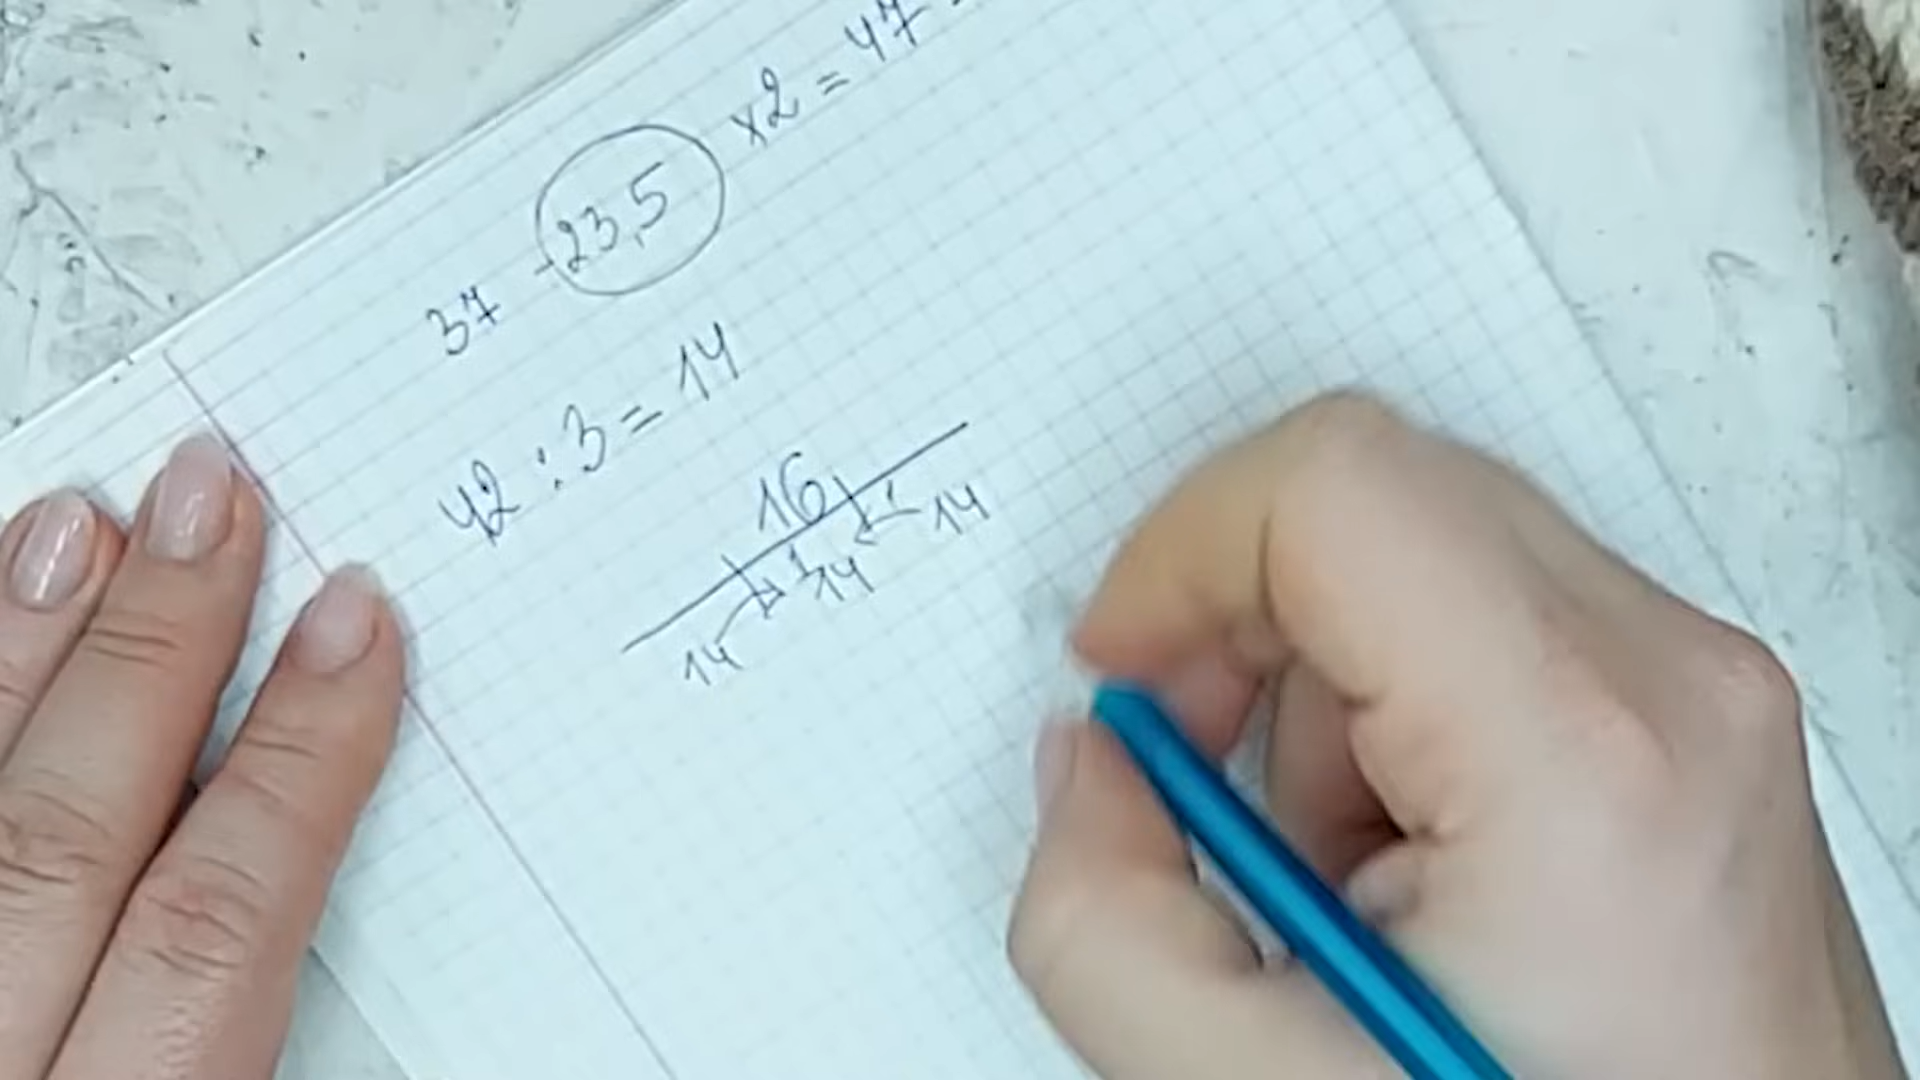 37 -23,5 x2 = 47 -
42 : 3 = 14
16
14 14 14